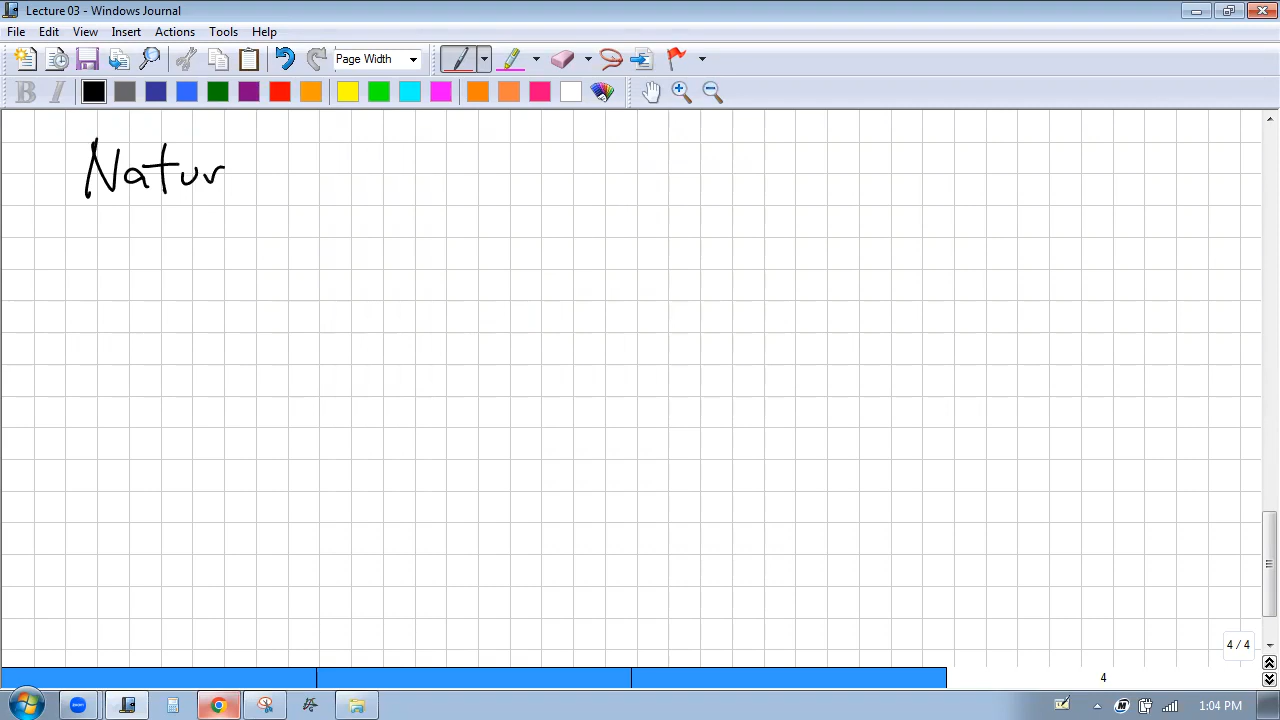 Lecture 03 - Windows Journal
File Edit View Insert Actions Tools Help
Page Width
B I
Natur
4 / 4
4
zoom
1:04 PM